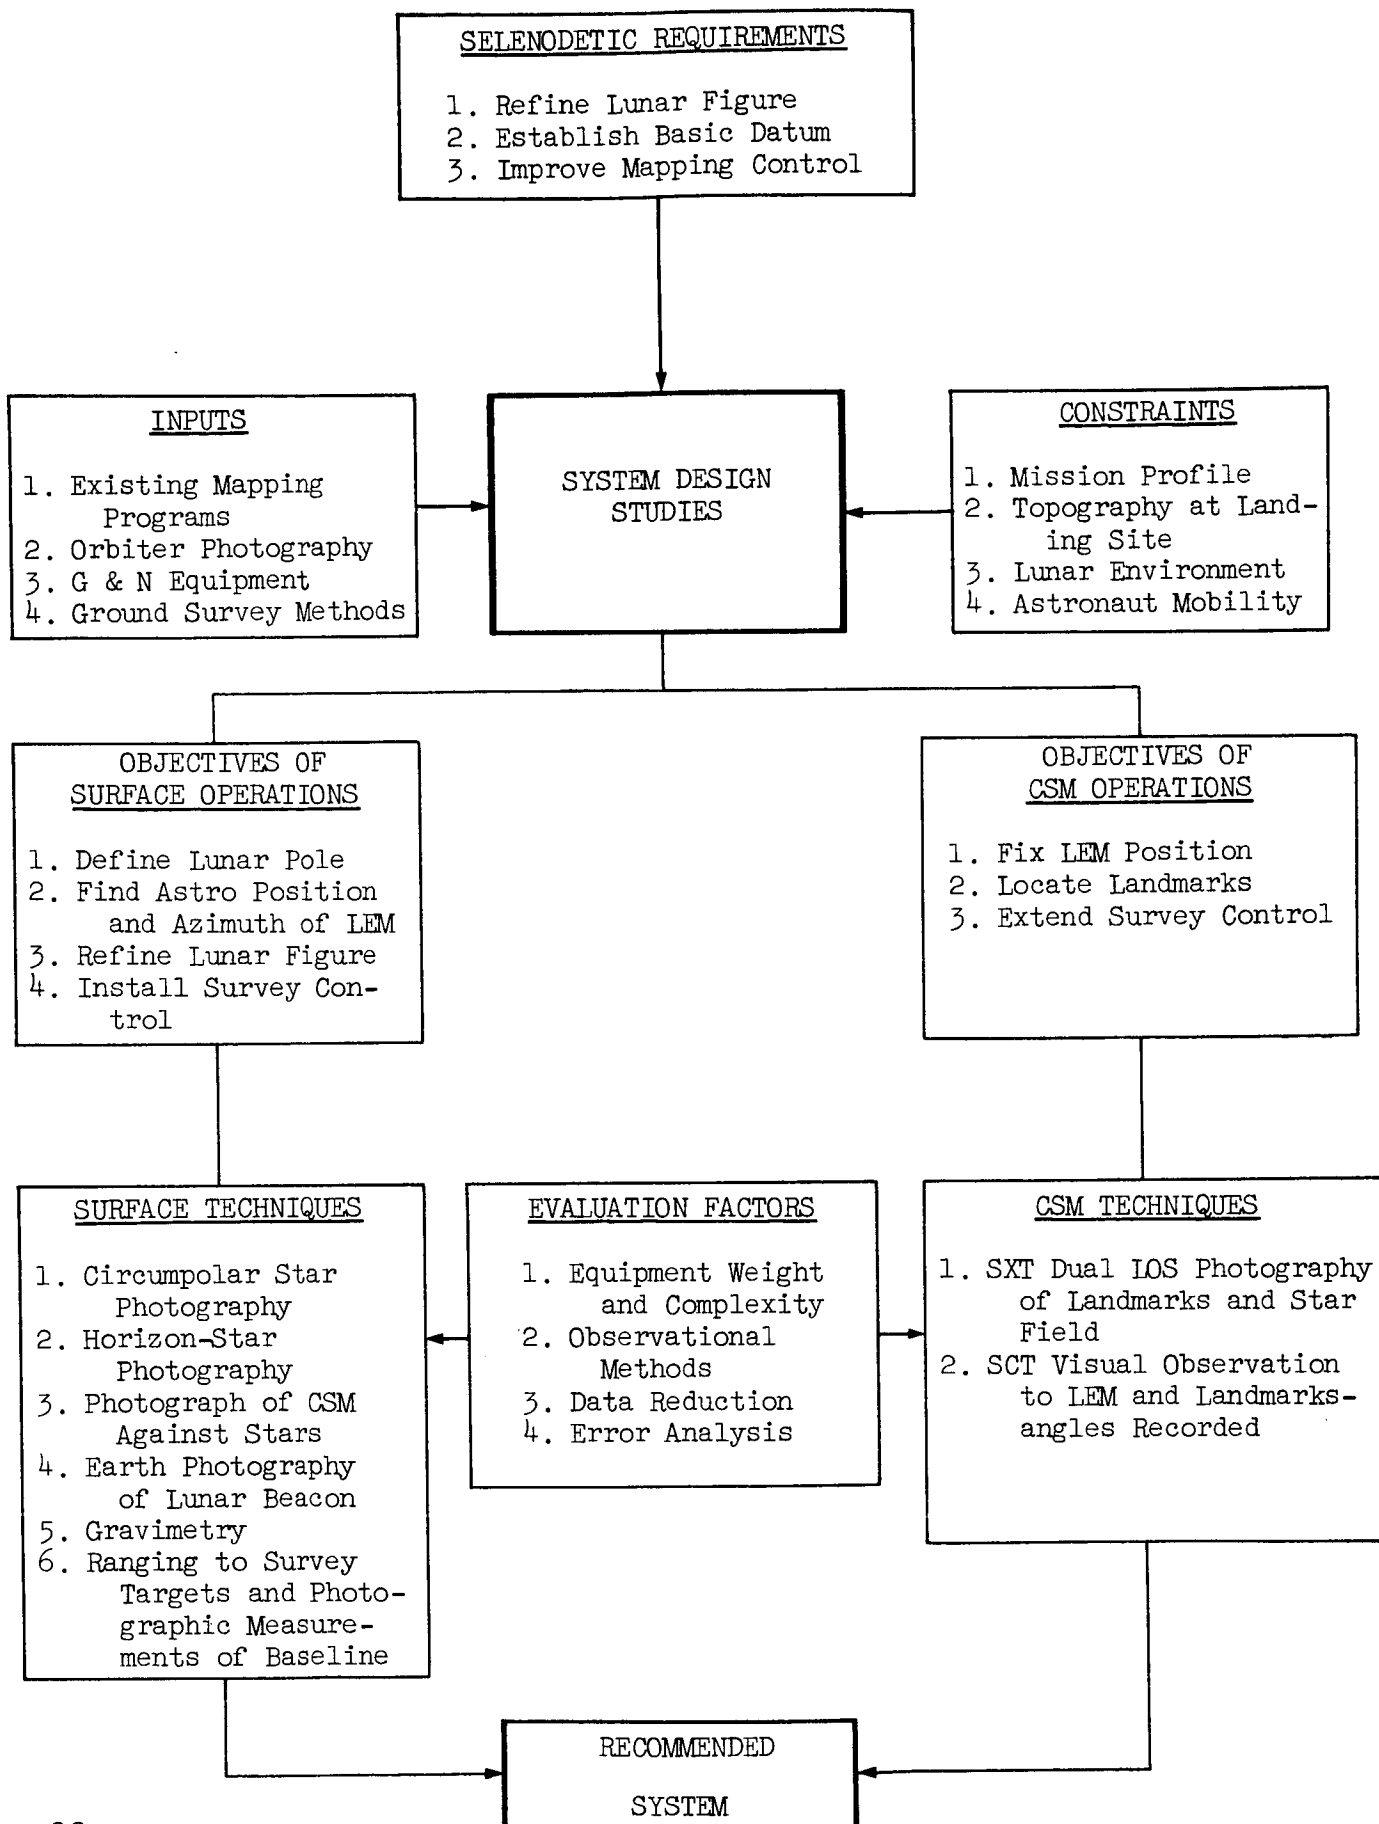 SELENODETIC REQUIREMENTS
1. Refine Lunar Figure
2. Establish Basic Datum
3. Improve Mapping Control
INPUTS
1. Existing Mapping
Programs
2. Orbiter Photography
3. G & N Equipment
4. Ground Survey Methods
SYSTEM DESIGN
STUDIES
CONSTRAINTS
1. Mission Profile
2. Topography at Land-
ing Site
3. Lunar Environment
4. Astronaut Mobility
OBJECTIVES OF
SURFACE OPERATIONS
1. Define Lunar Pole
2. Find Astro Position
and Azimuth of LEM
3. Refine Lunar Figure
4. Install Survey Con-
trol
OBJECTIVES OF
CSM OPERATIONS
1. Fix LEM Position
2. Locate Landmarks
3. Extend Survey Control
SURFACE TECHNIQUES
1. Circumpolar Star
Photography
2. Horizon-Star
Photography
3. Photograph of CSM
Against Stars
4. Earth Photography
of Lunar Beacon
5. Gravimetry
6. Ranging to Survey
Targets and Photo-
graphic Measure-
ments of Baseline
EVALUATION FACTORS
1. Equipment Weight
and Complexity
2. Observational
Methods
3. Data Reduction
4. Error Analysis
CSM TECHNIQUES
1. SXT Dual LOS Photography
of Landmarks and Star
Field
2. SCT Visual Observation
to LEM and Landmarks-
angles Recorded
RECOMMENDED
SYSTEM